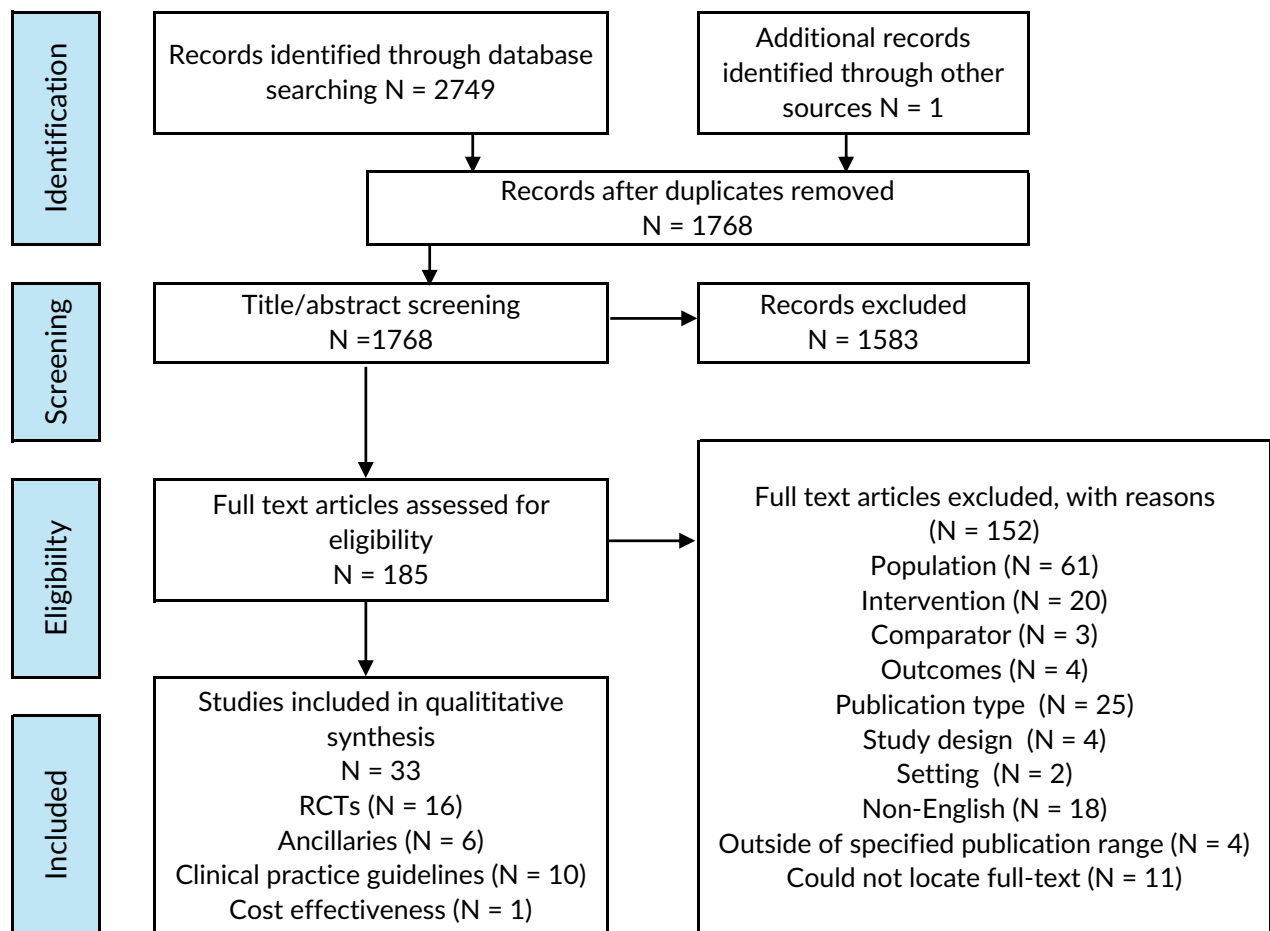 Identification
Records identified through database
searching N = 2749
Additional records
identified through other
sources N = 1
Records after duplicates removed
N = 1768
Screening
Title/abstract screening
N =1768
Records excluded
N = 1583
Eligibiilty
Full text articles assessed for
eligibility
N = 185
Full text articles excluded, with reasons
(N = 152)
Population (N = 61)
Intervention (N = 20)
Comparator (N = 3)
Outcomes (N = 4)
Publication type (N = 25)
Study design (N = 4)
Setting (N = 2)
Non-English (N = 18)
Outside of specified publication range (N = 4)
Could not locate full-text (N = 11)
Included
Studies included in qualititative
synthesis
N = 33
RCTs (N = 16)
Ancillaries (N = 6)
Clinical practice guidelines (N = 10)
Cost effectiveness (N = 1)